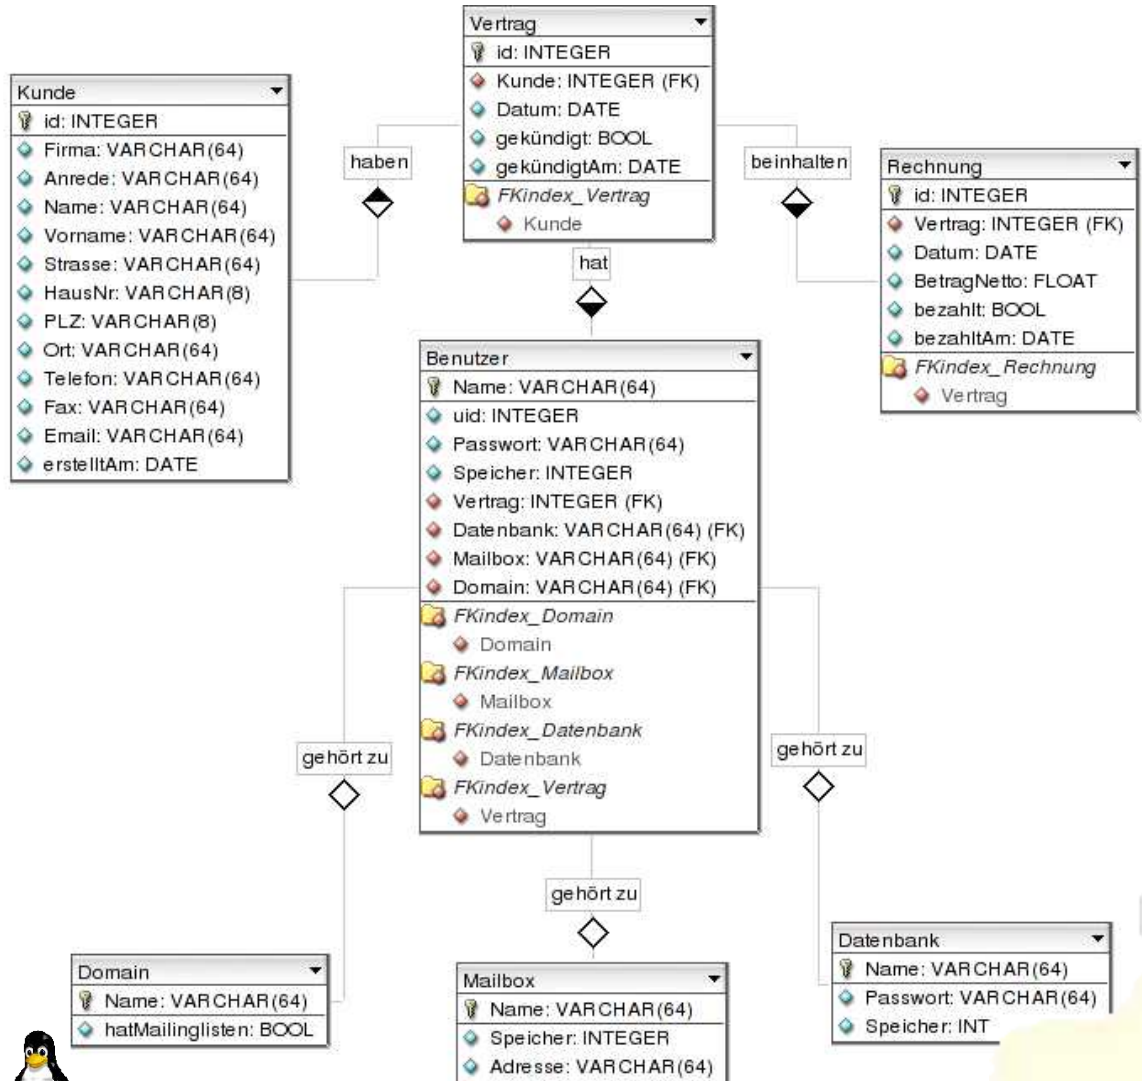 Vertrag
id: INTEGER
Kunde: INTEGER (FK)
Datum: DATE
gekündigt: BOOL
gekündigtAm: DATE
FKindex_Vertrag
Kunde
Kunde
id: INTEGER
Firma: VARCHAR(64)
Anrede: VARCHAR(64)
Name: VARCHAR(64)
Vorname: VARCHAR(64)
Strasse: VARCHAR(64)
HausNr: VARCHAR(8)
PLZ: VARCHAR(8)
Ort: VARCHAR(64)
Telefon: VARCHAR(64)
Fax: VARCHAR(64)
Email: VARCHAR(64)
erstelltAm: DATE
haben
beinhalten
hat
Rechnung
id: INTEGER
Vertrag: INTEGER (FK)
Datum: DATE
BetragNetto: FLOAT
bezahlt: BOOL
bezahltAm: DATE
FKindex_Rechnung
Vertrag
Benutzer
Name: VARCHAR(64)
uid: INTEGER
Passwort: VARCHAR(64)
Speicher: INTEGER
Vertrag: INTEGER (FK)
Datenbank: VARCHAR(64) (FK)
Mailbox: VARCHAR(64) (FK)
Domain: VARCHAR(64) (FK)
FKindex_Domain
Domain
FKindex_Mailbox
Mailbox
FKindex_Datenbank
Datenbank
FKindex_Vertrag
Vertrag
gehört zu
gehört zu
gehört zu
Domain
Name: VARCHAR(64)
hatMailinglisten: BOOL
Mailbox
Name: VARCHAR(64)
Speicher: INTEGER
Adresse: VARCHAR(64)
Datenbank
Name: VARCHAR(64)
Passwort: VARCHAR(64)
Speicher: INT